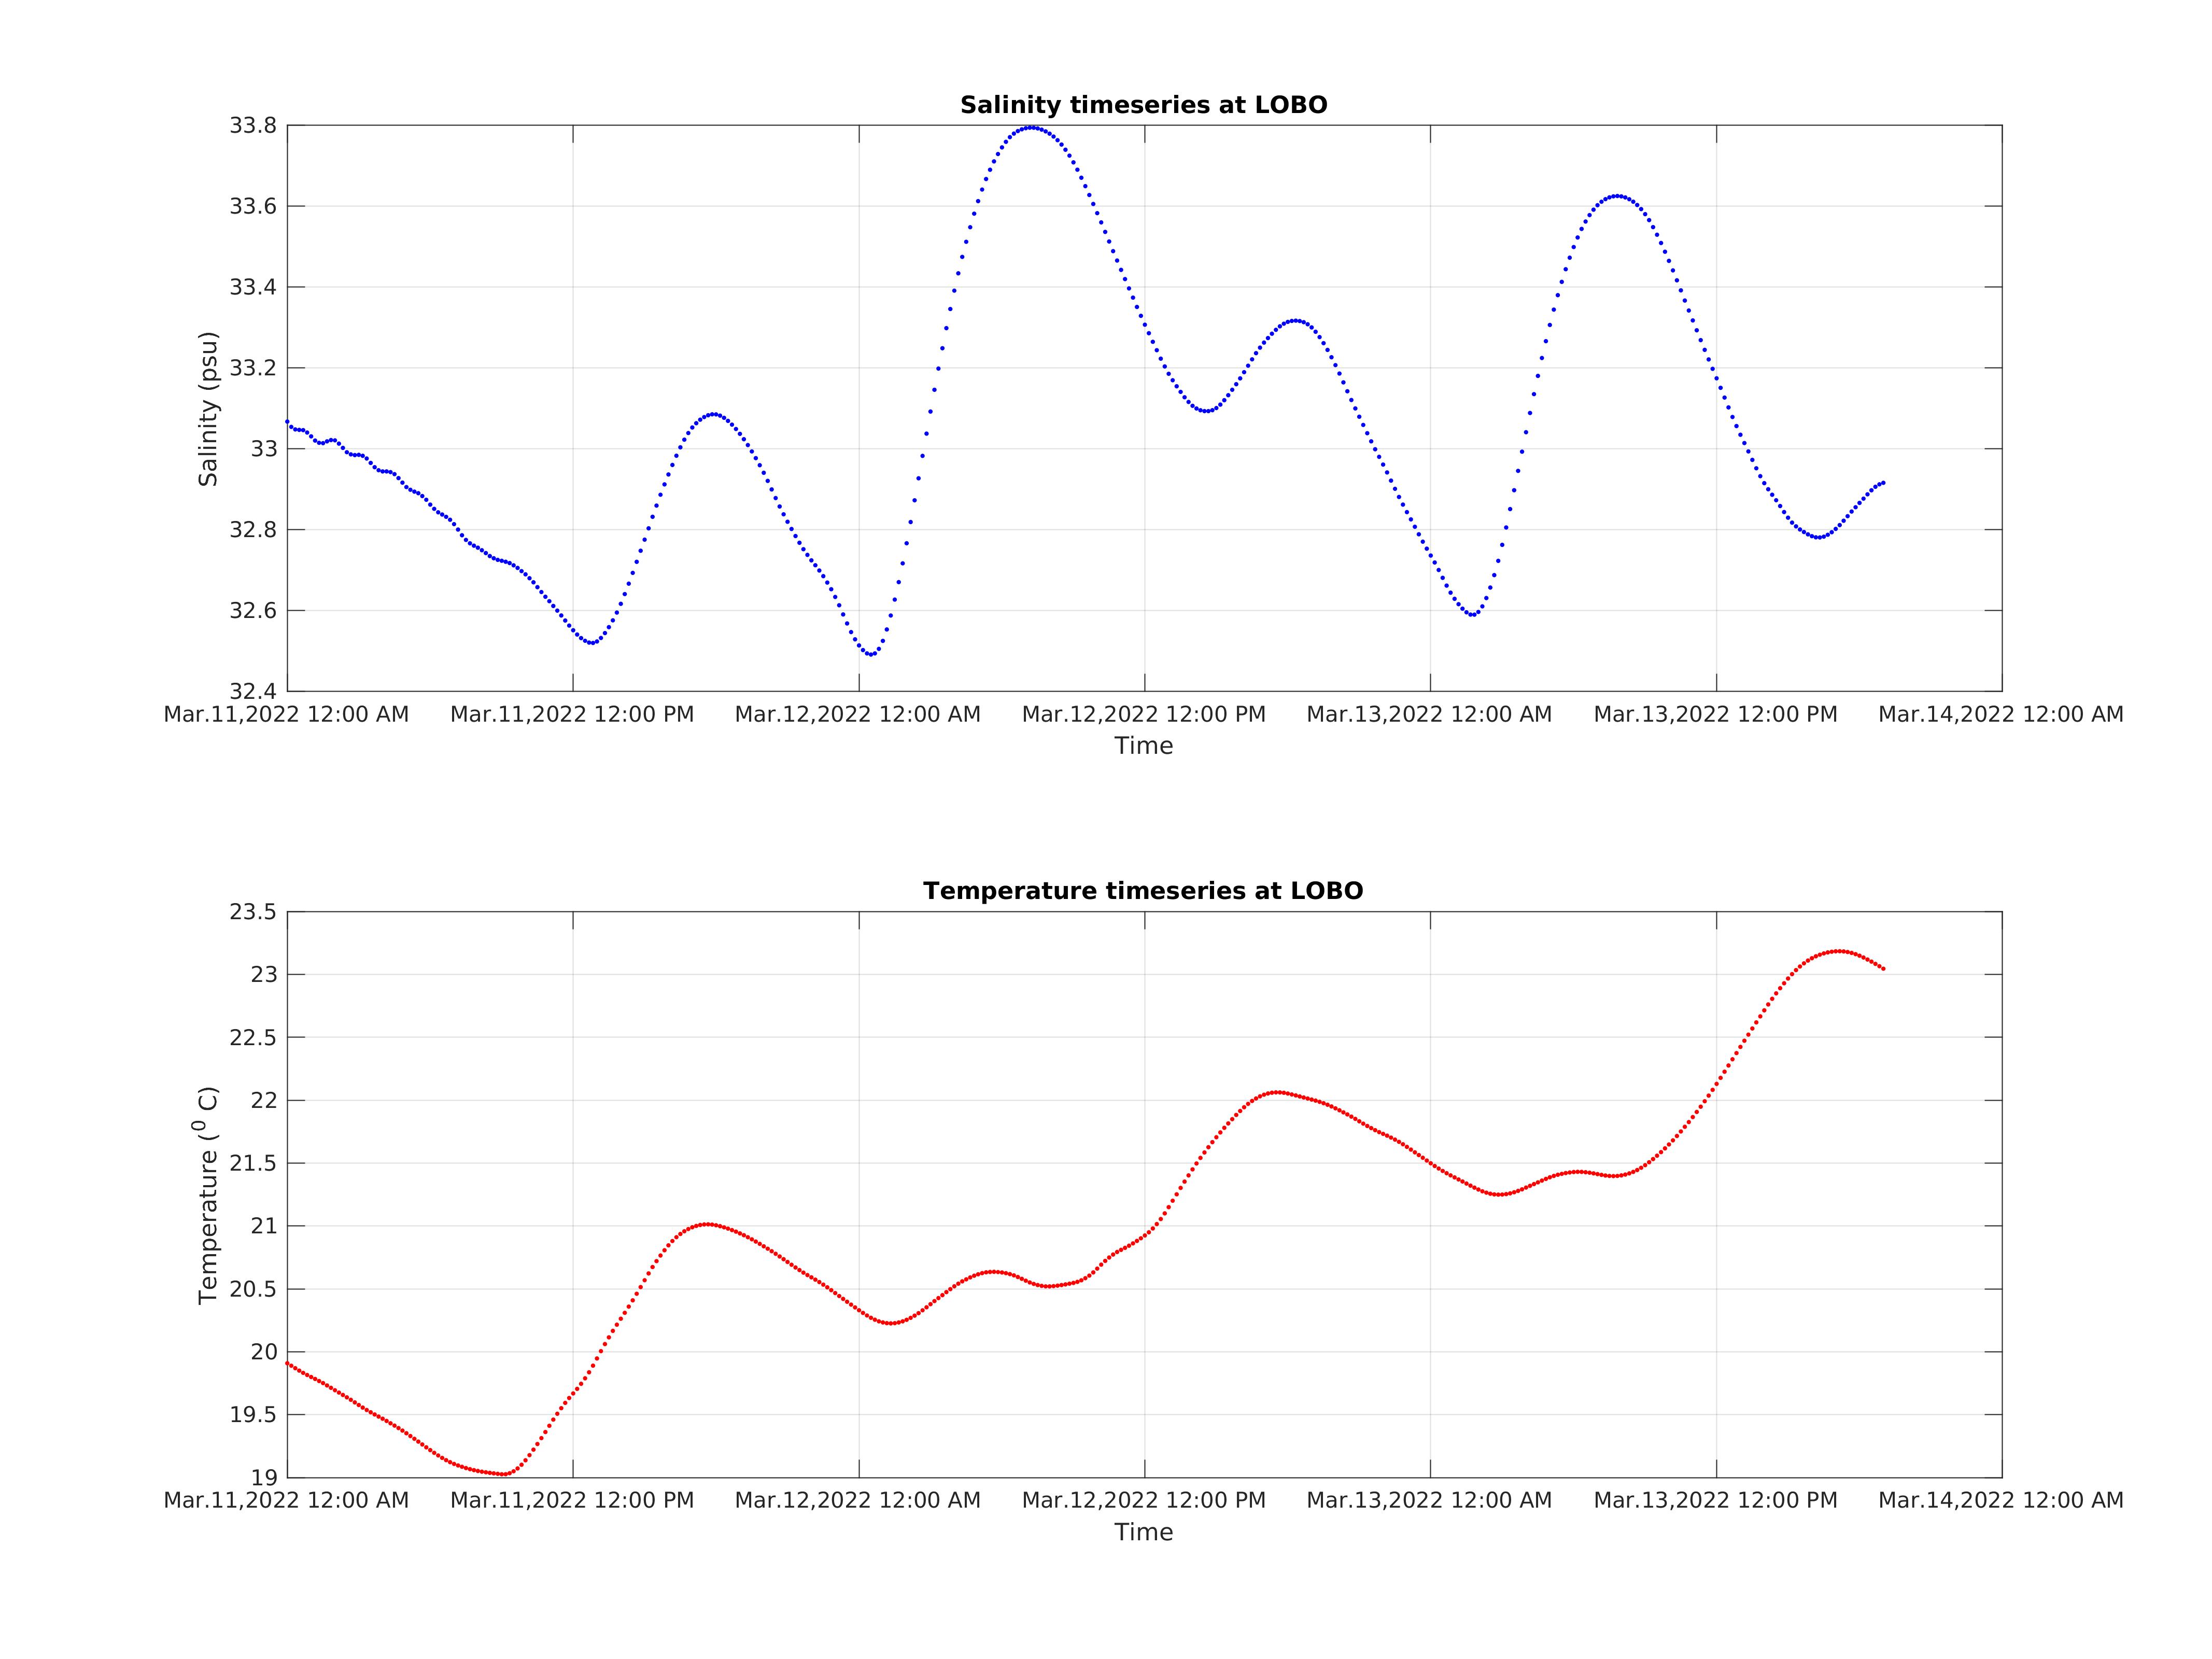 Salinity timeseries at LOBO
33.8
33.6
33.4
33.2
33
32.8
32.6
32.4
Salinity (psu)
Mar.11,2022 12:00 AM Mar.11,2022 12:00 PM Mar.12,2022 12:00 AM Mar.12,2022 12:00 PM Mar.13,2022 12:00 AM Mar.13,2022 12:00 PM Mar.14,2022 12:00 AM
Time
Temperature timeseries at LOBO
23.5
23
22.5
22
21.5
21
20.5
20
19.5
19
Temperature (⁰ C)
Mar.11,2022 12:00 AM Mar.11,2022 12:00 PM Mar.12,2022 12:00 AM Mar.12,2022 12:00 PM Mar.13,2022 12:00 AM Mar.13,2022 12:00 PM Mar.14,2022 12:00 AM
Time